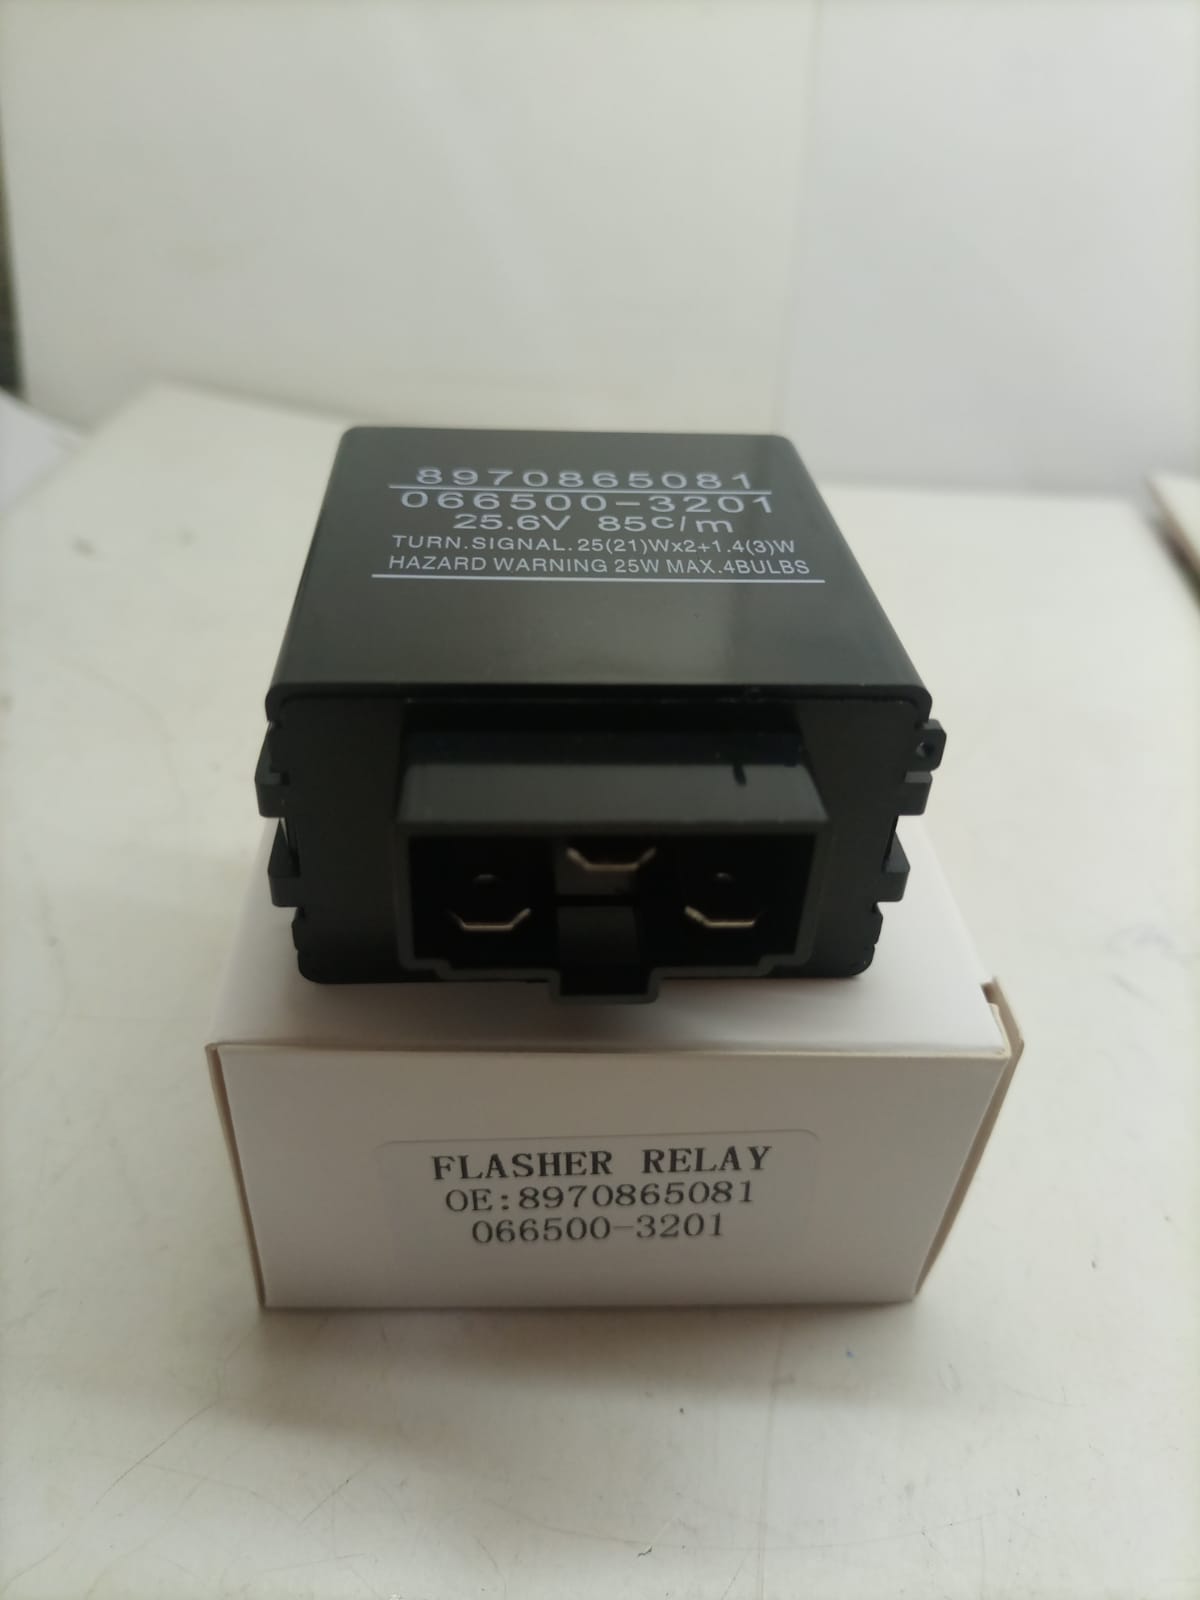 8970865081
066500-3201
25.6V 85c/m
TURN.SIGNAL.25(21)Wx2+1.4(3)W
HAZARD WARNING 25W MAX.4BULBS
FLASHER RELAY
OE:8970865081
066500-3201